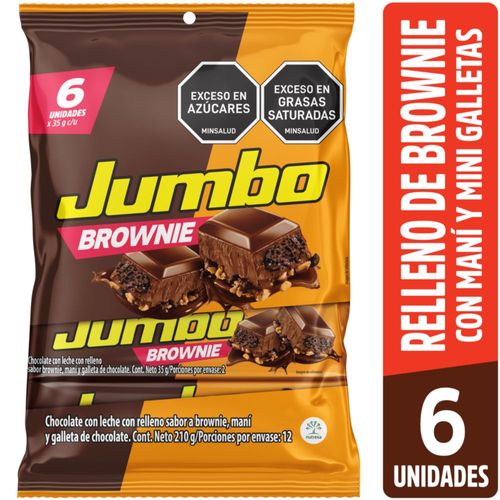 6
UNIDADES
x 35 g c/u
EXCESO EN
AZÚCARES
MINSALUD
EXCESO EN
GRASAS
SATURADAS
MINSALUD
Jumbo
BROWNIE
Jumbo
BROWNIE
Chocolate con leche con relleno
sabor brownie, maní y galleta de chocolate. Cont. Neto 35 g/Porciones por envase: 2
Chocolate con leche con relleno sabor a brownie, maní
y galleta de chocolate. Cont. Neto 210 g/Porciones por envase: 12
nutresa
RELLENO DE BROWNIE
CON MANÍ Y MINI GALLETAS
6
UNIDADES